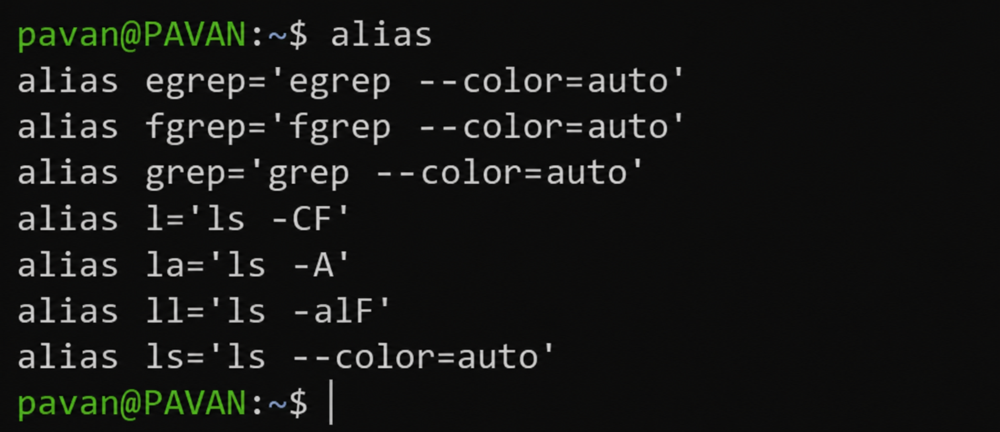 pavan@PAVAN:~$ alias
alias egrep='egrep --color=auto'
alias fgrep='fgrep --color=auto'
alias grep='grep --color=auto'
alias l='ls -CF'
alias la='ls -A'
alias ll='ls -alF'
alias ls='ls --color=auto'
pavan@PAVAN:~$